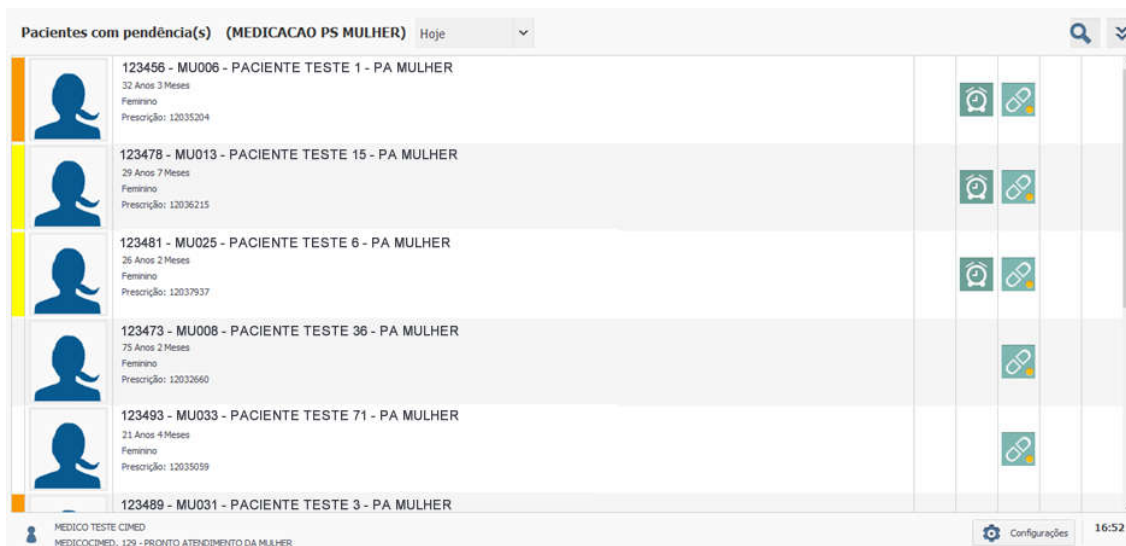 Pacientes com pendência(s) (MEDICACAO PS MULHER) Hoje
123456 - MU006 - PACIENTE TESTE 1 - PA MULHER
32 Anos 3 Meses
Feminino
Prescrição: 12035204
123478 - MU013 - PACIENTE TESTE 15 - PA MULHER
29 Anos 7 Meses
Feminino
Prescrição: 12036215
123481 - MU025 - PACIENTE TESTE 6 - PA MULHER
26 Anos 2 Meses
Feminino
Prescrição: 12037937
123473 - MU008 - PACIENTE TESTE 36 - PA MULHER
75 Anos 2 Meses
Feminino
Prescrição: 12032660
123493 - MU033 - PACIENTE TESTE 71 - PA MULHER
21 Anos 4 Meses
Feminino
Prescrição: 12035059
123489 - MU031 - PACIENTE TESTE 3 - PA MULHER
MEDICO TESTE CIMED
MEDICOCIMED, 129 - PRONTO ATENDIMENTO DA MULHER
Configurações 16:52